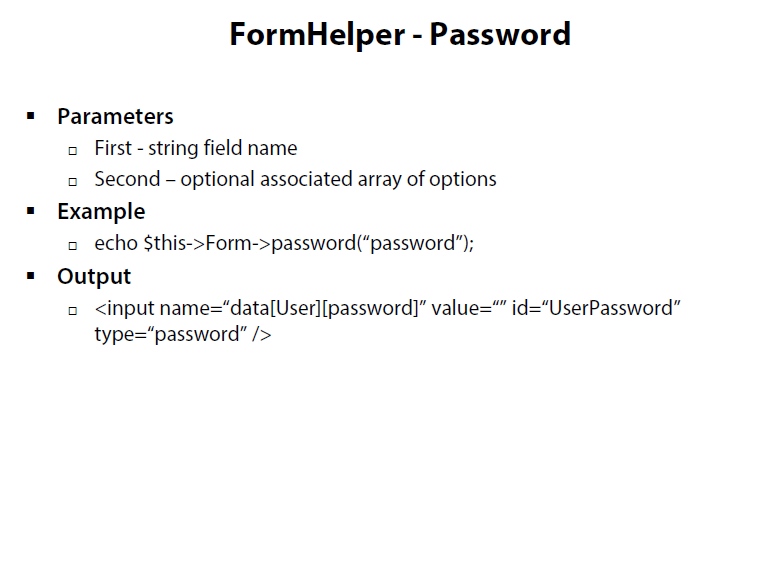 FormHelper - Password
Parameters
First - string field name
Second – optional associated array of options
Example
echo $this->Form->password(“password”);
Output
<input name=“data[User][password]” value=“” id=“UserPassword”
type=“password” />